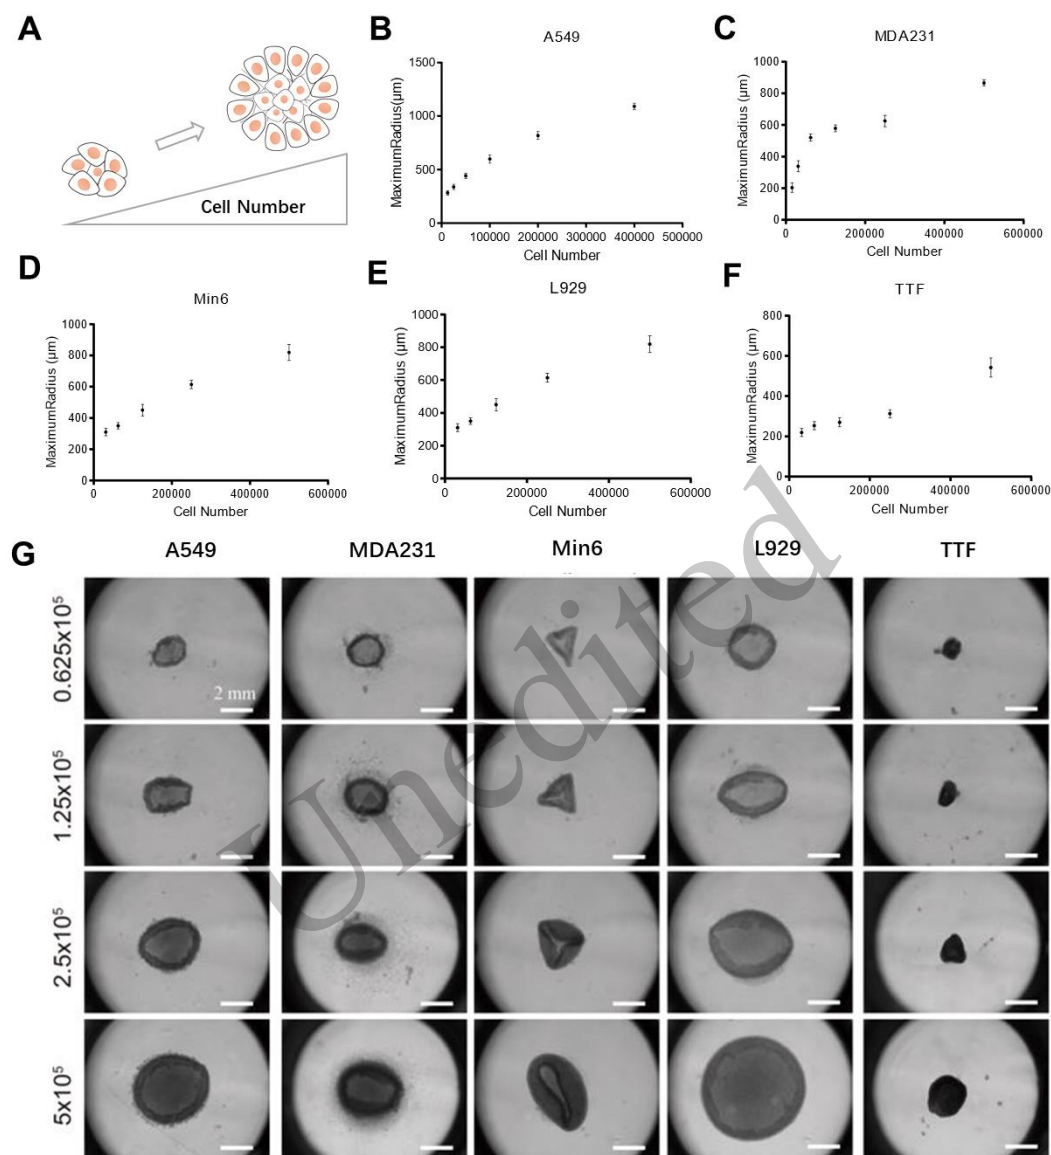 A
Cell Number
B
A549
MaximumRadius(μm)
1500
1000
500
0
0 100000 200000 300000 400000 500000
Cell Number
C
MDA231
MaximumRadius (μm)
1000
800
600
400
200
0
0 200000 400000 600000
Cell Number
D
Min6
MaximumRadius (μm)
1000
800
600
400
200
0
0 200000 400000 600000
Cell Number
E
L929
MaximumRadius (μm)
1000
800
600
400
200
0
0 200000 400000 600000
Cell Number
F
TTF
MaximumRadius (μm)
800
600
400
200
0
0 200000 400000 600000
Cell Number
G
A549 MDA231 Min6 L929 TTF
0.625x10⁵
2 mm
1.25x10⁵
2.5x10⁵
5x10⁵
Unedited